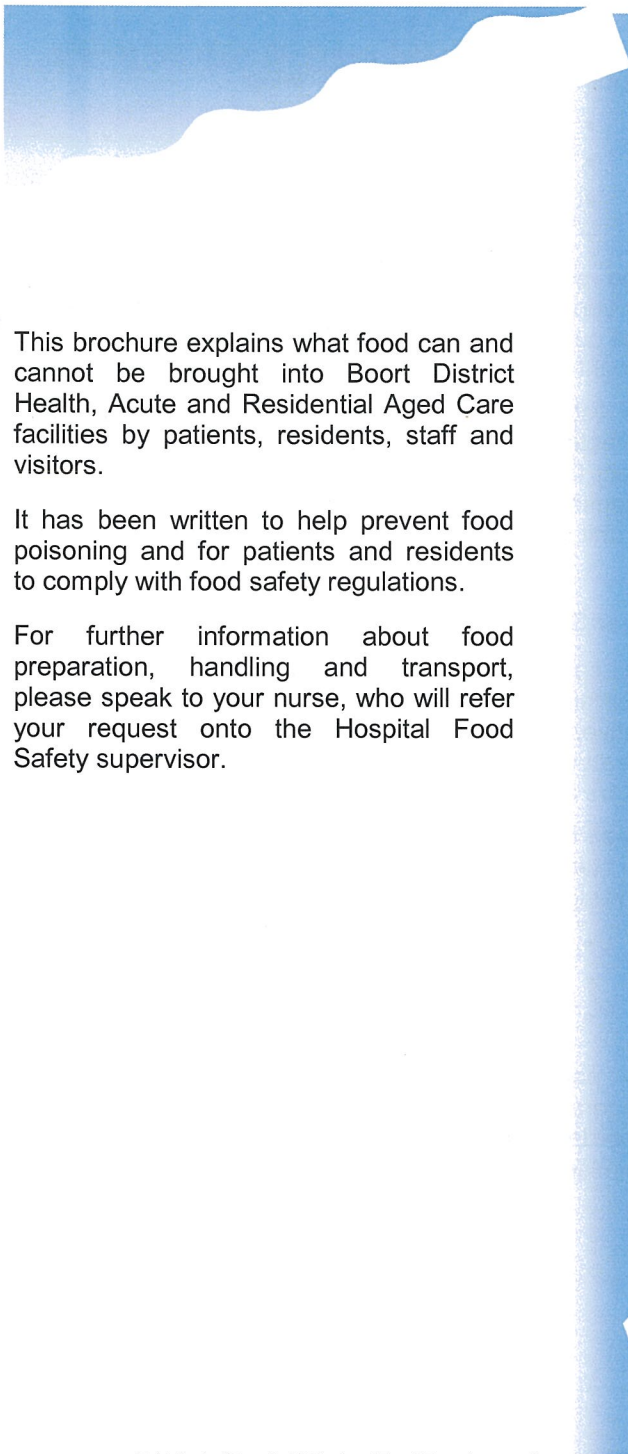 This brochure explains what food can and
cannot be brought into Boort District
Health, Acute and Residential Aged Care
facilities by patients, residents, staff and
visitors.
It has been written to help prevent food
poisoning and for patients and residents
to comply with food safety regulations.
For further information about food
preparation, handling and transport,
please speak to your nurse, who will refer
your request onto the Hospital Food
Safety supervisor.